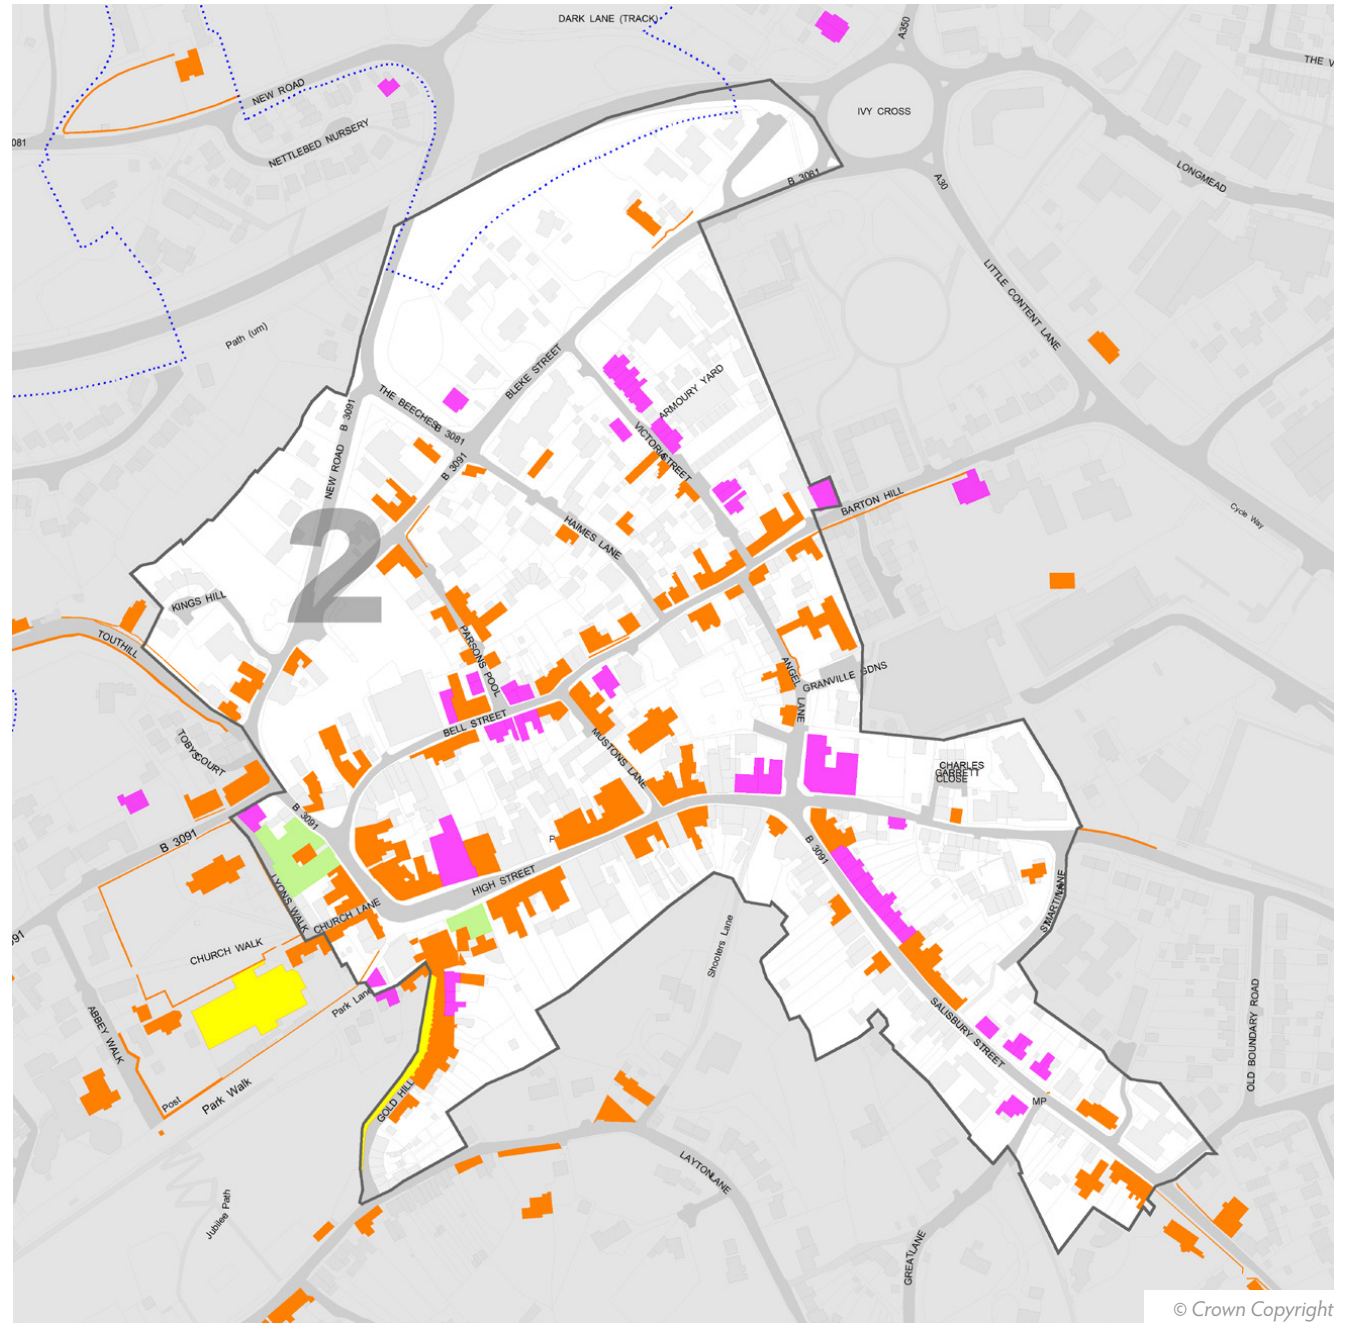 DARK LANE (TRACK)
A350
THE V
NEW ROAD
IVY CROSS
081
NETTLEBED NURSERY
LONGMEAD
B 3081
A30
LITTLE CONTENT LANE
Path (um)
BLEKE STREET
ARMOURY YARD
THE BEECHES
B 3081
B 3091
VICTORIA STREET
NEW ROAD
B 3091
BARTON HILL
Cycle Way
HAIMES LANE
2
KINGS HILL
TOUTHILL
PARSONS POOL
ANGEL LANE
GRANVILLE GDNS
BELL STREET
MUSTONS LANE
TOBYS COURT
CHARLES
GARRETT
CLOSE
B 3091
B 3091
P
B 3091
HIGH STREET
LYONS WALK
CHURCH LANE
ST MARTINS LANE
91
CHURCH WALK
Shooters Lane
Park Lane
ABBEY WALK
SALISBURY STREET
OLD BOUNDARY ROAD
Post
Park Walk
GOLD HILL
MP
LAYTON LANE
Jubilee Path
GREAT LANE
© Crown Copyright